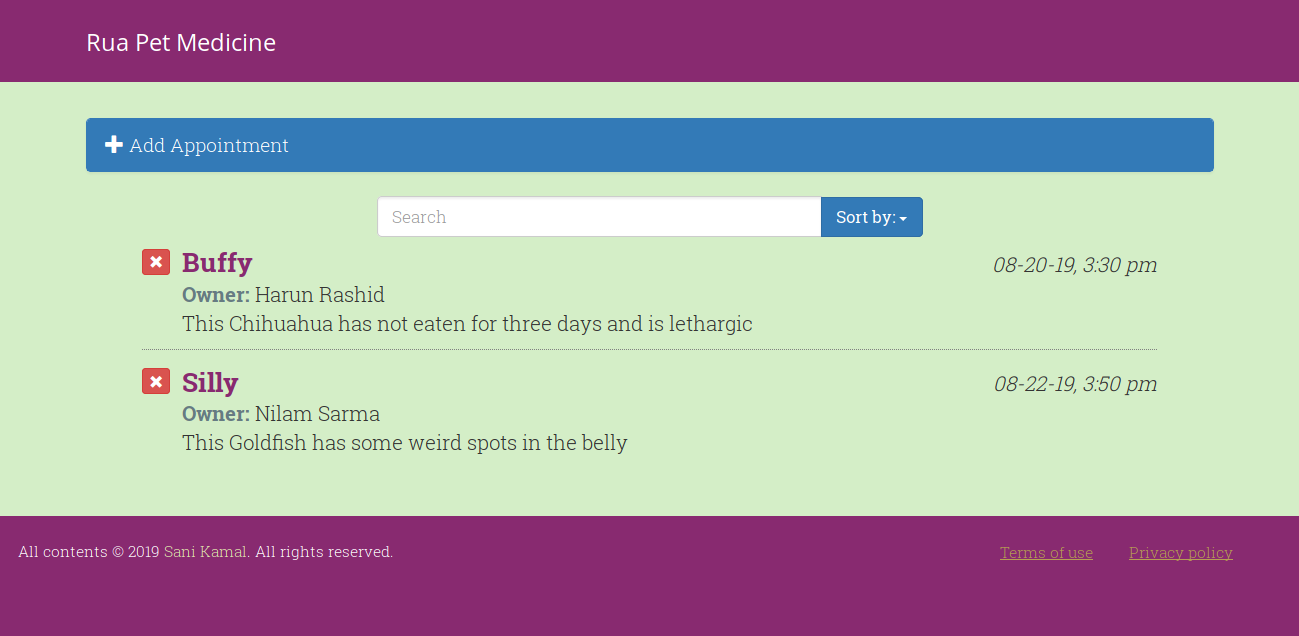 Rua Pet Medicine
Add Appointment
Search
Sort by:
Buffy
08-20-19, 3:30 pm
Owner: Harun Rashid
This Chihuahua has not eaten for three days and is lethargic
Silly
08-22-19, 3:50 pm
Owner: Nilam Sarma
This Goldfish has some weird spots in the belly
All contents © 2019 Sani Kamal. All rights reserved.
Terms of use
Privacy policy